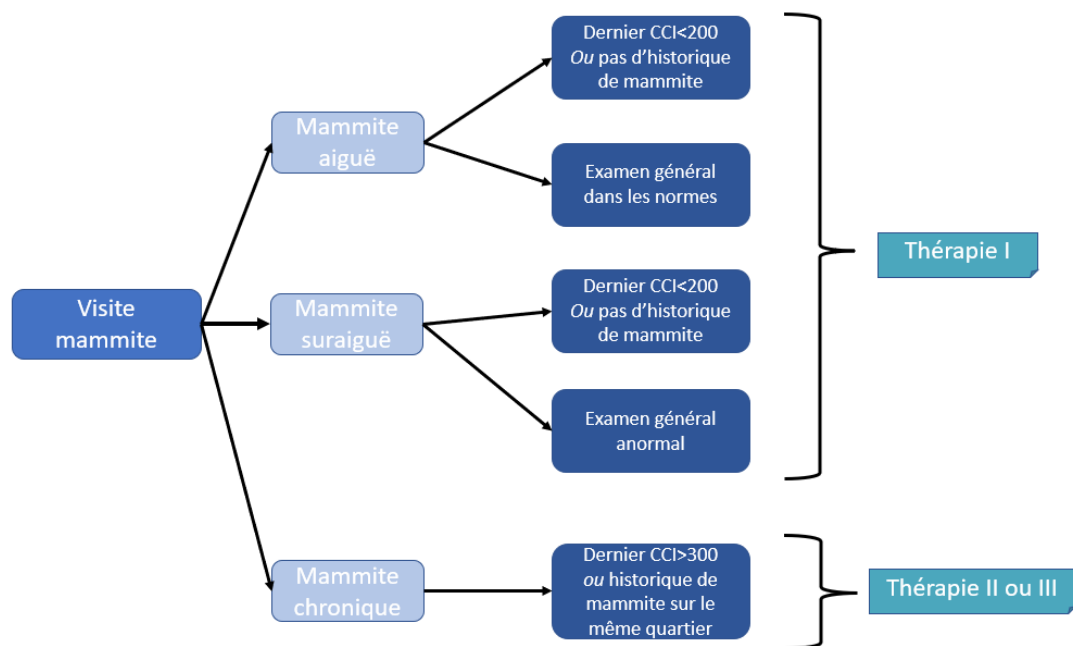 Visite
mammite
Mammite
aiguë
Dernier CCI<200
Ou pas d’historique
de mammite
Examen général
dans les normes
Mammite
suraiguë
Dernier CCI<200
Ou pas d’historique
de mammite
Examen général
anormal
Thérapie I
Mammite
chronique
Dernier CCI>300
ou historique de
mammite sur le
même quartier
Thérapie II ou III